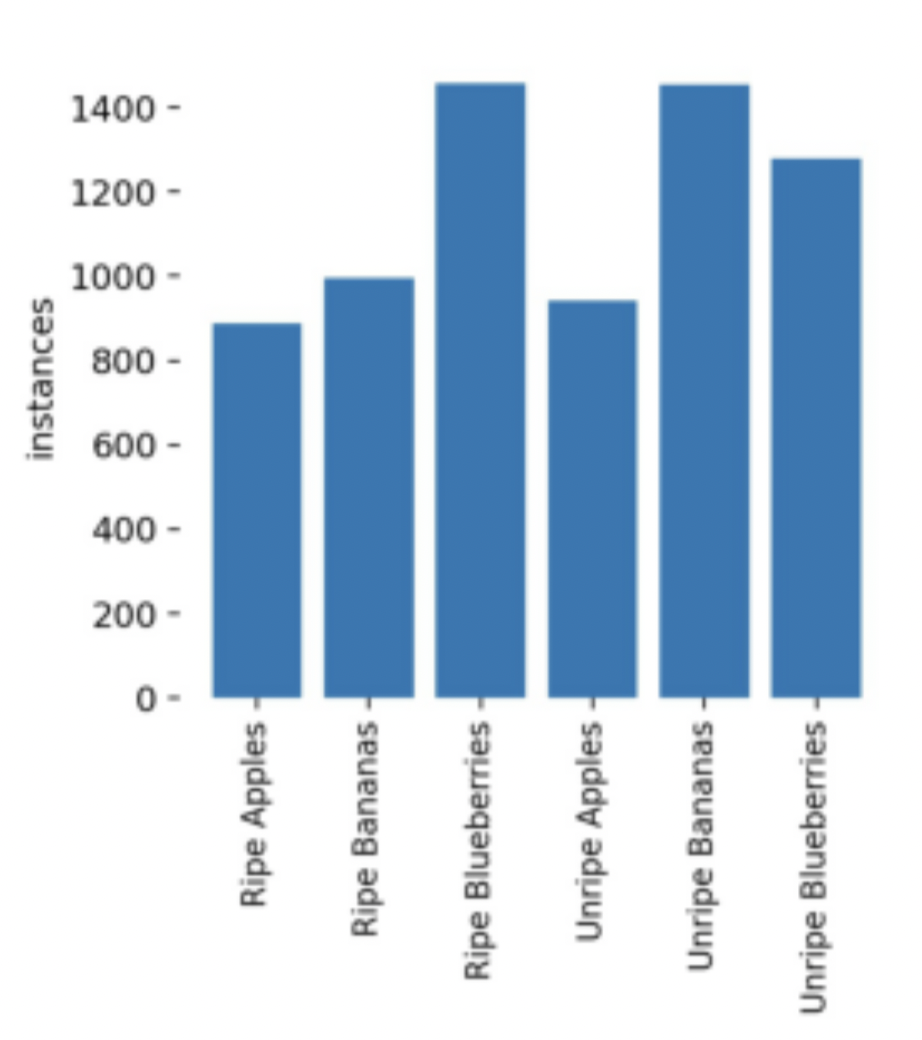 1400
1200
1000
800
600
400
200
0
instances
Ripe Apples
Ripe Bananas
Ripe Blueberries
Unripe Apples
Unripe Bananas
Unripe Blueberries